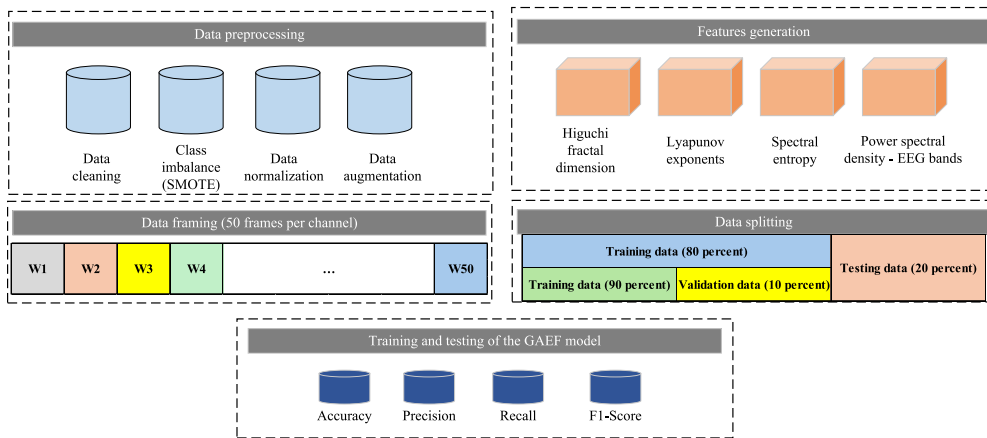 Data preprocessing
Data
cleaning
Class
imbalance
(SMOTE)
Data
normalization
Data
augmentation
Features generation
Higuchi
fractal
dimension
Lyapunov
exponents
Spectral
entropy
Power spectral
density - EEG bands
Data framing (50 frames per channel)
W1
W2
W3
W4
...
W50
Data splitting
Training data (80 percent)
Training data (90 percent)
Validation data (10 percent)
Testing data (20 percent)
Training and testing of the GAEF model
Accuracy
Precision
Recall
F1-Score